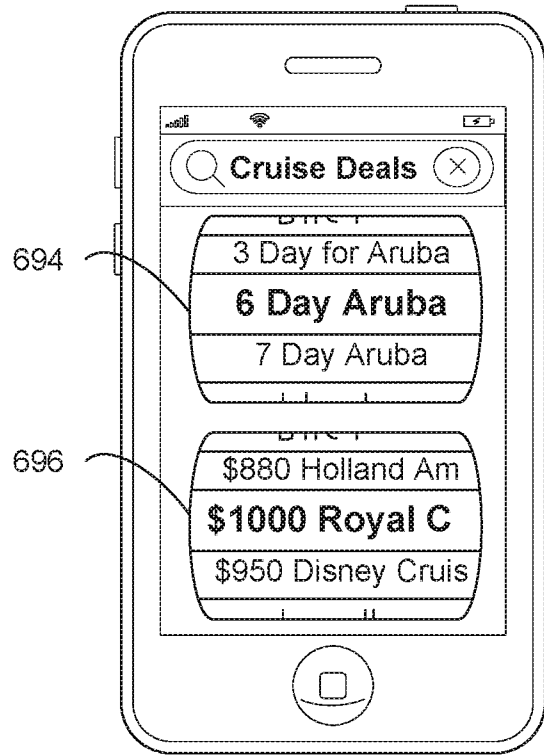 Cruise Deals
694
3 Day for Aruba
6 Day Aruba
7 Day Aruba
696
$880 Holland Am
$1000 Royal C
$950 Disney Cruis